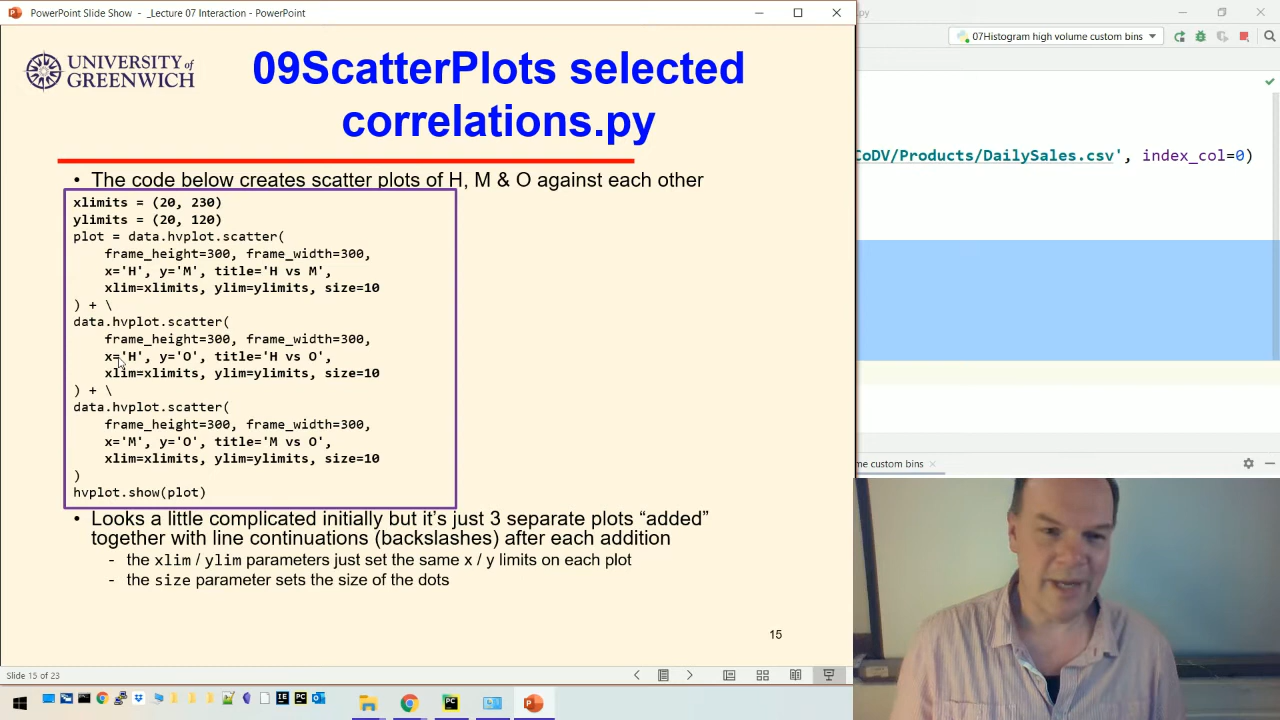 PowerPoint Slide Show - _Lecture 07 Interaction - PowerPoint
.py
UNIVERSITY of
GREENWICH
09ScatterPlots selected
correlations.py
07Histogram high volume custom bins
• The code below creates scatter plots of H, M & O against each other
CoDV/Products/DailySales.csv', index_col=0)
xlimits = (20, 230)
ylimits = (20, 120)
plot = data.hvplot.scatter(
frame_height=300, frame_width=300,
x='H', y='M', title='H vs M',
xlim=xlimits, ylim=ylimits, size=10
) + \
data.hvplot.scatter(
frame_height=300, frame_width=300,
x='H', y='O', title='H vs O',
xlim=xlimits, ylim=ylimits, size=10
) + \
data.hvplot.scatter(
frame_height=300, frame_width=300,
x='M', y='O', title='M vs O',
xlim=xlimits, ylim=ylimits, size=10
)
hvplot.show(plot)
me custom bins
• Looks a little complicated initially but it's just 3 separate plots “added”
together with line continuations (backslashes) after each addition
- the xlim / ylim parameters just set the same x / y limits on each plot
- the size parameter sets the size of the dots
15
Slide 15 of 23